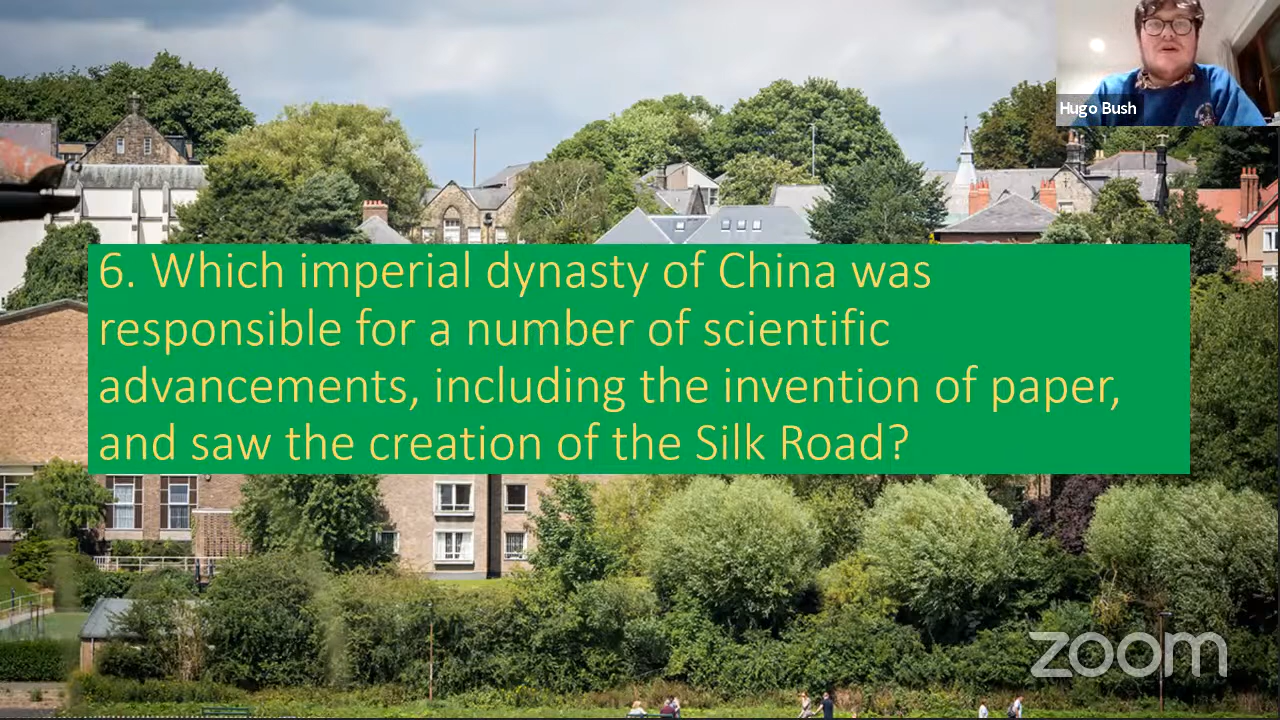 Hugo Bush
6. Which imperial dynasty of China was
responsible for a number of scientific
advancements, including the invention of paper,
and saw the creation of the Silk Road?
zoom